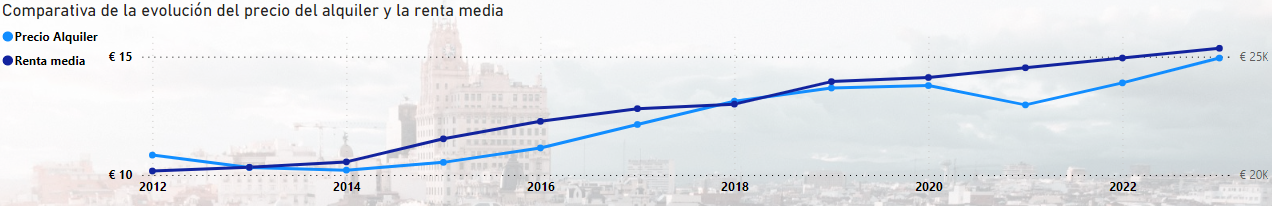 Comparativa de la evolución del precio del alquiler y la renta media
Precio Alquiler
Renta media
€ 15
€ 25K
€ 10
€ 20K
2012 2014 2016 2018 2020 2022